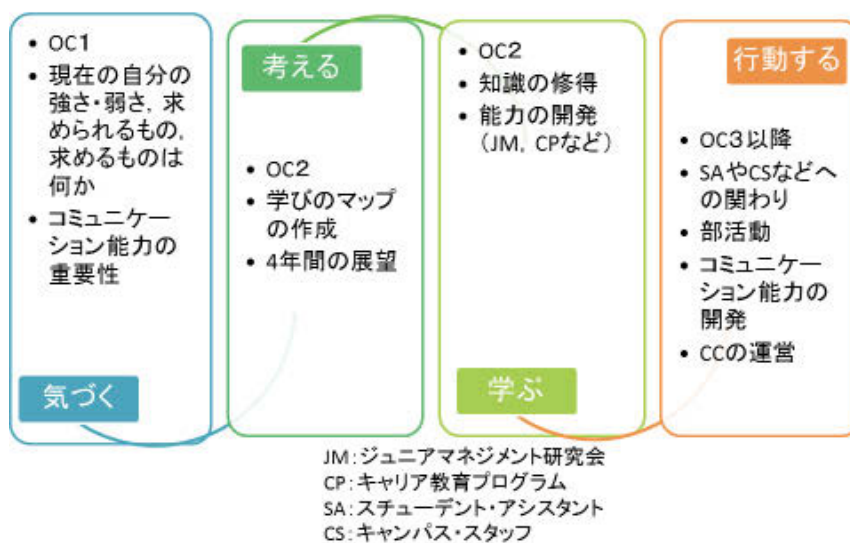 • OC1
• 現在の自分の
強さ・弱さ，求
められるもの，
求めるものは
何か
• コミュニケー
ション能力の
重要性
気づく
考える
• OC2
• 学びのマップ
の作成
• 4年間の展望
• OC2
• 知識の修得
• 能力の開発
（JM，CPなど）
学ぶ
行動する
• OC3以降
• SAやCSなどへ
の関わり
• 部活動
• コミュニケー
ション能力の
開発
• CCの運営
JM：ジュニアマネジメント研究会
CP：キャリア教育プログラム
SA：スチューデント・アシスタント
CS：キャンパス・スタッフ